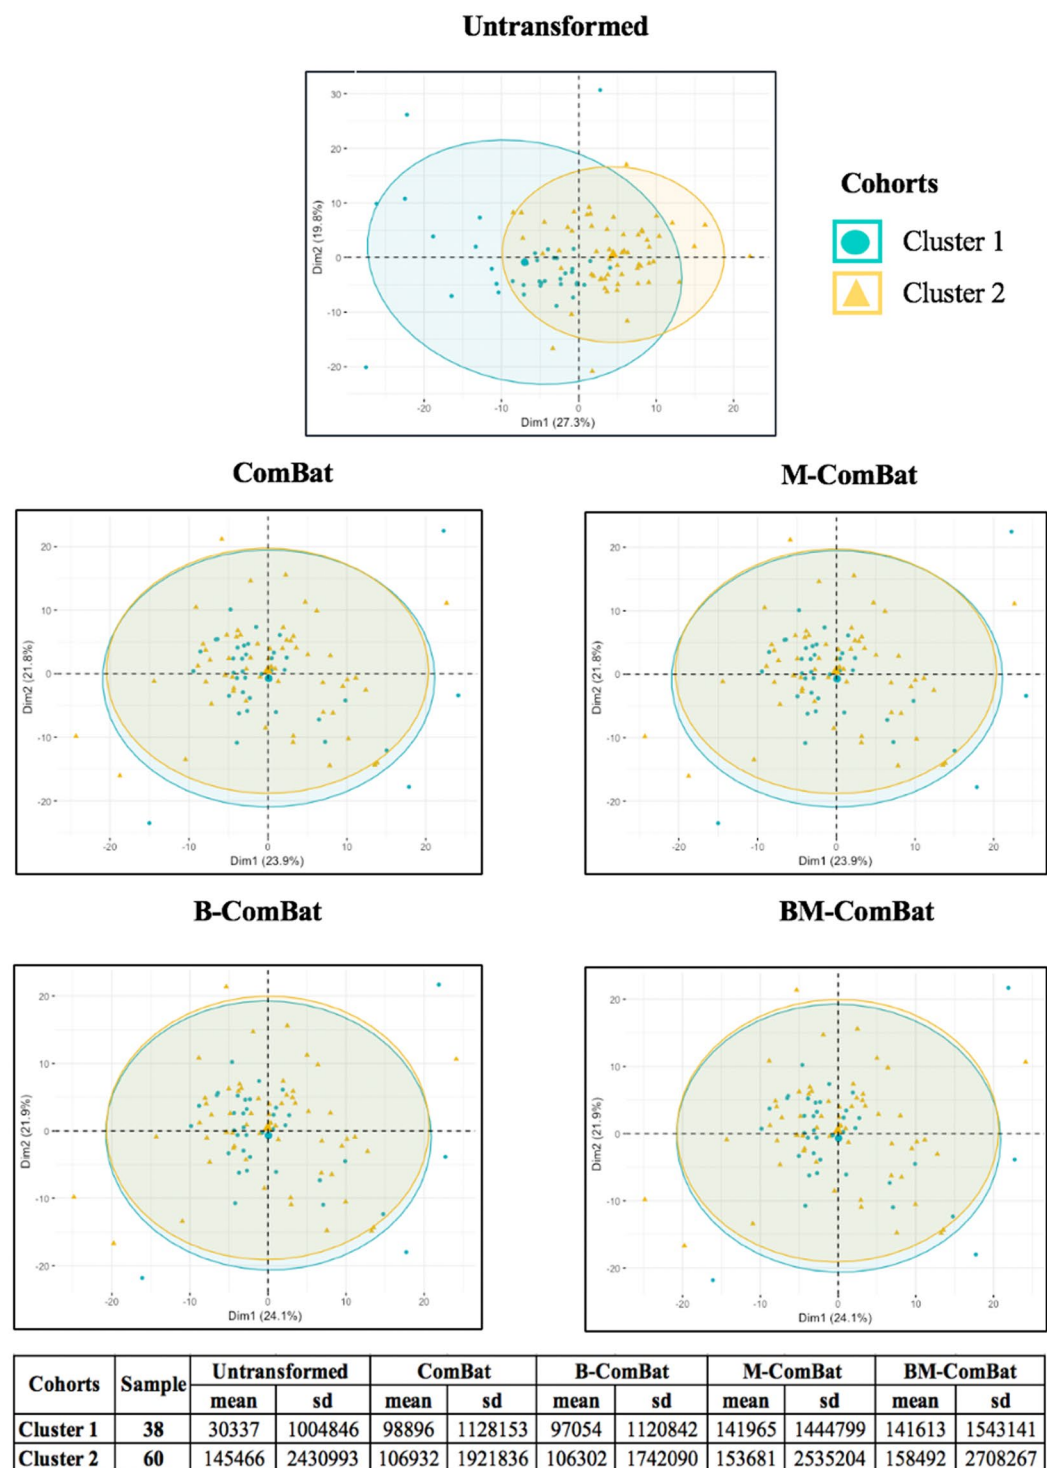 Untransformed
30
20
10
0
-10
-20
-20
-10
0
10
20
Dim2 (19.8%)
Dim1 (27.3%)
Cohorts
Cluster 1
Cluster 2
ComBat
20
10
0
-10
-20
-20
-10
0
10
20
Dim2 (21.8%)
Dim1 (23.9%)
M-ComBat
20
10
0
-10
-20
-20
-10
0
10
20
Dim2 (21.8%)
Dim1 (23.9%)
B-ComBat
20
10
0
-10
-20
-20
-10
0
10
20
Dim2 (21.9%)
Dim1 (24.1%)
BM-ComBat
20
10
0
-10
-20
-20
-10
0
10
20
Dim2 (21.9%)
Dim1 (24.1%)
Cohorts Sample Untransformed ComBat B-ComBat M-ComBat BM-ComBat
mean sd mean sd mean sd mean sd mean sd
Cluster 1 38 30337 1004846 98896 1128153 97054 1120842 141965 1444799 141613 1543141
Cluster 2 60 145466 2430993 106932 1921836 106302 1742090 153681 2535204 158492 2708267